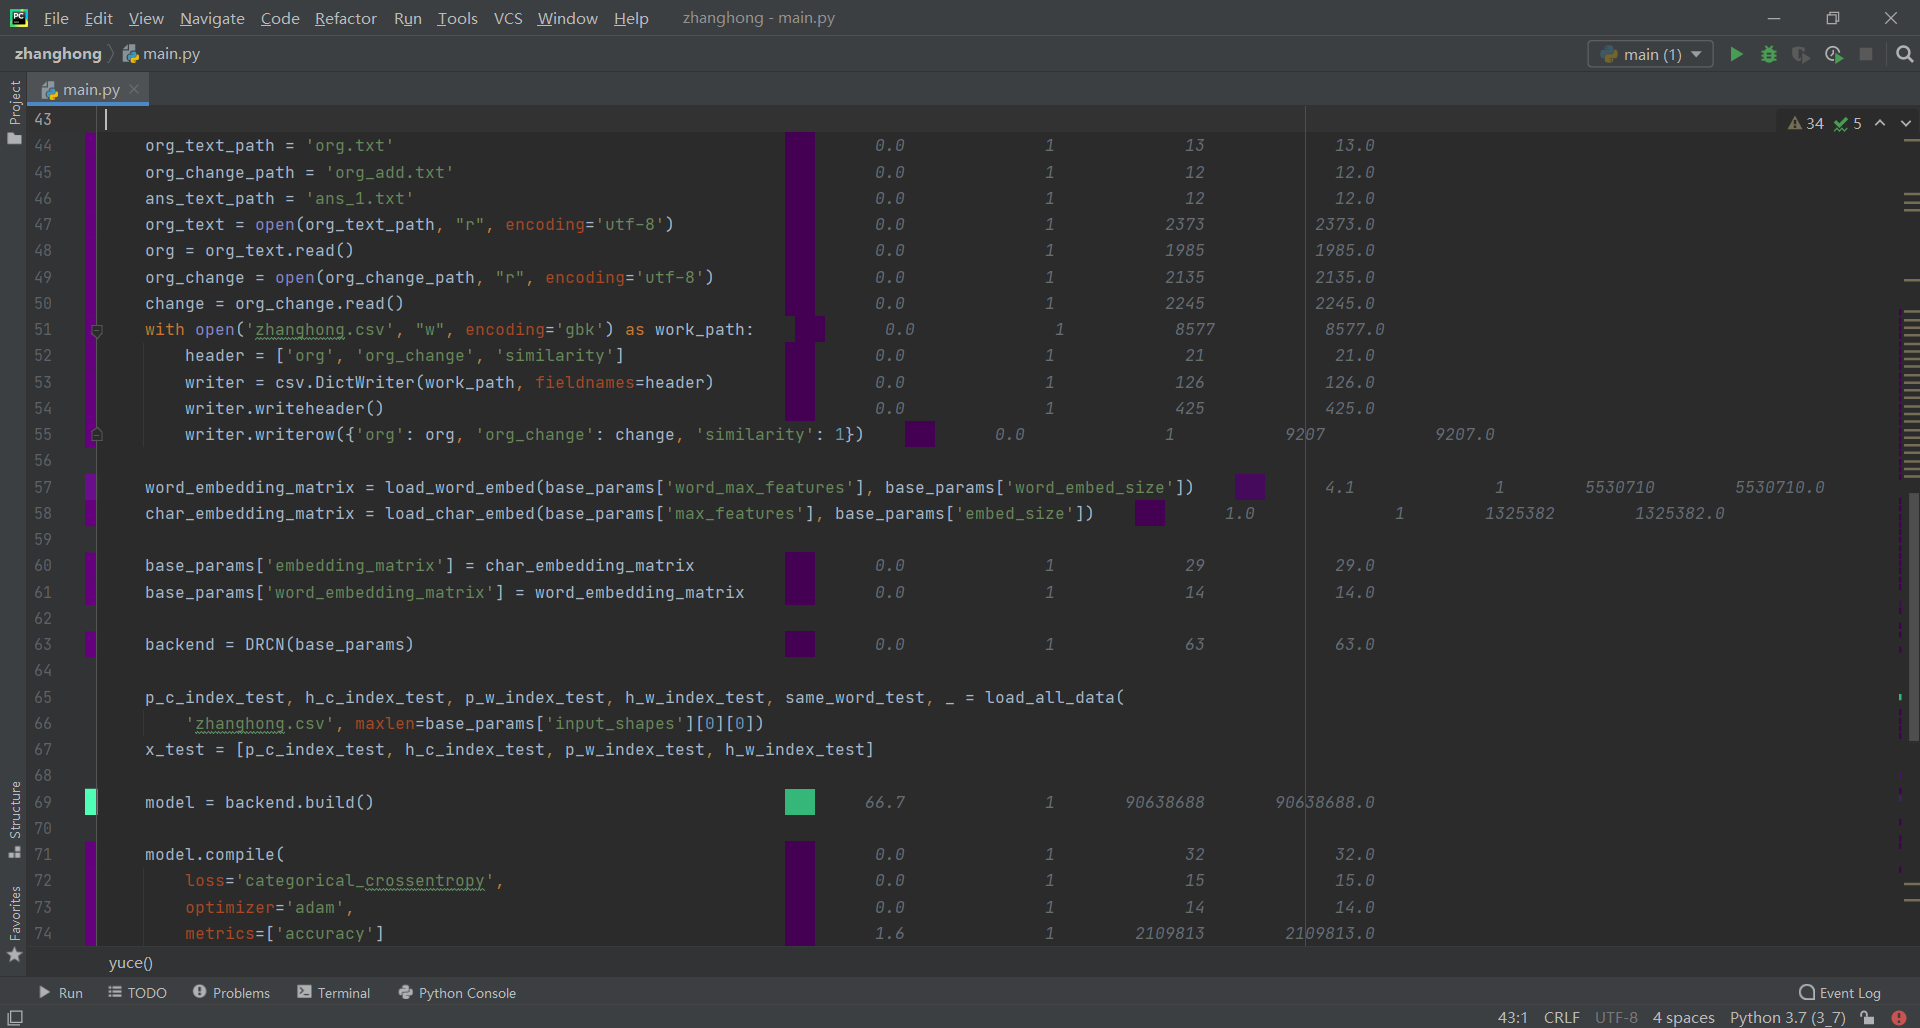 File Edit View Navigate Code Refactor Run Tools VCS Window Help zhanghong - main.py
zhanghong main.py main (1)
Project
main.py
34 5
43
44 org_text_path = 'org.txt' 0.0 1 13 13.0
45 org_change_path = 'org_add.txt' 0.0 1 12 12.0
46 ans_text_path = 'ans_1.txt' 0.0 1 12 12.0
47 org_text = open(org_text_path, "r", encoding='utf-8') 0.0 1 2373 2373.0
48 org = org_text.read() 0.0 1 1985 1985.0
49 org_change = open(org_change_path, "r", encoding='utf-8') 0.0 1 2135 2135.0
50 change = org_change.read() 0.0 1 2245 2245.0
51 with open('zhanghong.csv', "w", encoding='gbk') as work_path: 0.0 1 8577 8577.0
52 header = ['org', 'org_change', 'similarity'] 0.0 1 21 21.0
53 writer = csv.DictWriter(work_path, fieldnames=header) 0.0 1 126 126.0
54 writer.writeheader() 0.0 1 425 425.0
55 writer.writerow({'org': org, 'org_change': change, 'similarity': 1}) 0.0 1 9207 9207.0
56
57 word_embedding_matrix = load_word_embed(base_params['word_max_features'], base_params['word_embed_size']) 4.1 1 5530710 5530710.0
58 char_embedding_matrix = load_char_embed(base_params['max_features'], base_params['embed_size']) 1.0 1 1325382 1325382.0
59
60 base_params['embedding_matrix'] = char_embedding_matrix 0.0 1 29 29.0
61 base_params['word_embedding_matrix'] = word_embedding_matrix 0.0 1 14 14.0
62
63 backend = DRCN(base_params) 0.0 1 63 63.0
64
65 p_c_index_test, h_c_index_test, p_w_index_test, h_w_index_test, same_word_test, _ = load_all_data(
66 'zhanghong.csv', maxlen=base_params['input_shapes'][0][0])
67 x_test = [p_c_index_test, h_c_index_test, p_w_index_test, h_w_index_test]
68
69 model = backend.build() 66.7 1 90638688 90638688.0
70
71 model.compile( 0.0 1 32 32.0
72 loss='categorical_crossentropy', 0.0 1 15 15.0
73 optimizer='adam', 0.0 1 14 14.0
74 metrics=['accuracy'] 1.6 1 2109813 2109813.0
Structure
Favorites
yuce()
Run TODO Problems Terminal Python Console Event Log
43:1 CRLF UTF-8 4 spaces Python 3.7 (3_7)